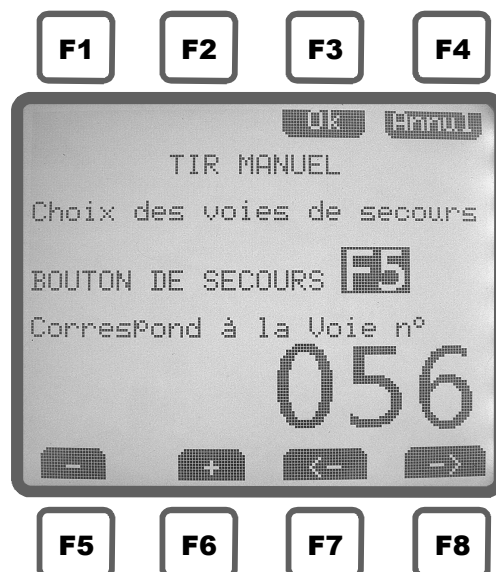 F1 F2 F3 F4
Ok Annul
TIR MANUEL
Choix des voies de secours
BOUTON DE SECOURS F5
Correspond à la Voie n°
056
- + <- ->
F5 F6 F7 F8